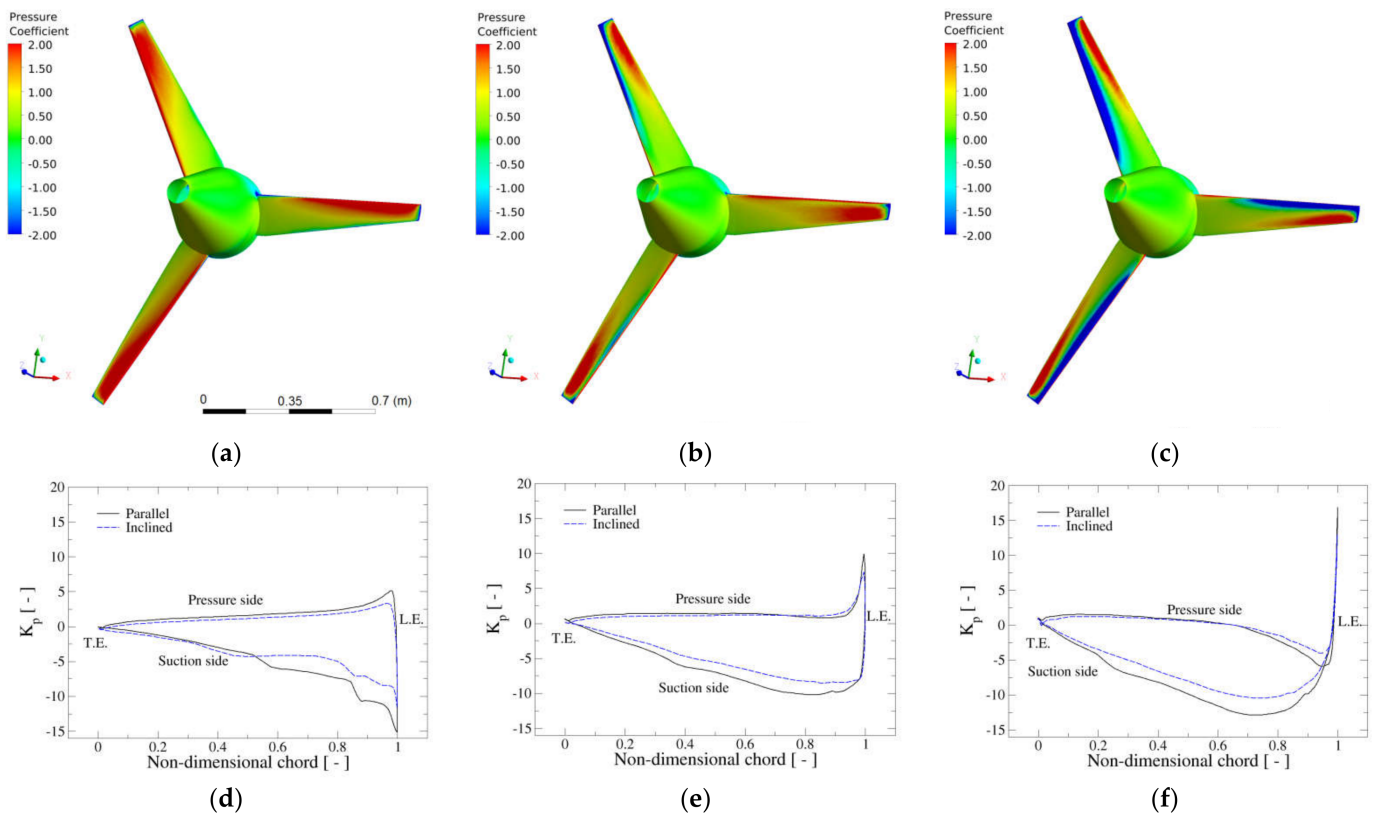 Pressure
Coefficient
2.00
1.50
1.00
0.50
0.00
-0.50
-1.00
-1.50
-2.00
Y
Z
X
0 0.35 0.7 (m)
(a)
Pressure
Coefficient
2.00
1.50
1.00
0.50
0.00
-0.50
-1.00
-1.50
-2.00
Y
Z
X
(b)
Pressure
Coefficient
2.00
1.50
1.00
0.50
0.00
-0.50
-1.00
-1.50
-2.00
Y
Z
X
(c)
20
15
10
5
0
-5
-10
-15
Kp [ - ]
Parallel
Inclined
Pressure side
L.E.
T.E.
Suction side
0 0.2 0.4 0.6 0.8 1
Non-dimensional chord [ - ]
(d)
20
15
10
5
0
-5
-10
-15
Kp [ - ]
Parallel
Inclined
Pressure side
L.E.
T.E.
Suction side
0 0.2 0.4 0.6 0.8 1
Non-dimensional chord [ - ]
(e)
20
15
10
5
0
-5
-10
-15
Kp [ - ]
Parallel
Inclined
Pressure side
L.E.
T.E.
Suction side
0 0.2 0.4 0.6 0.8 1
Non-dimensional chord [ - ]
(f)